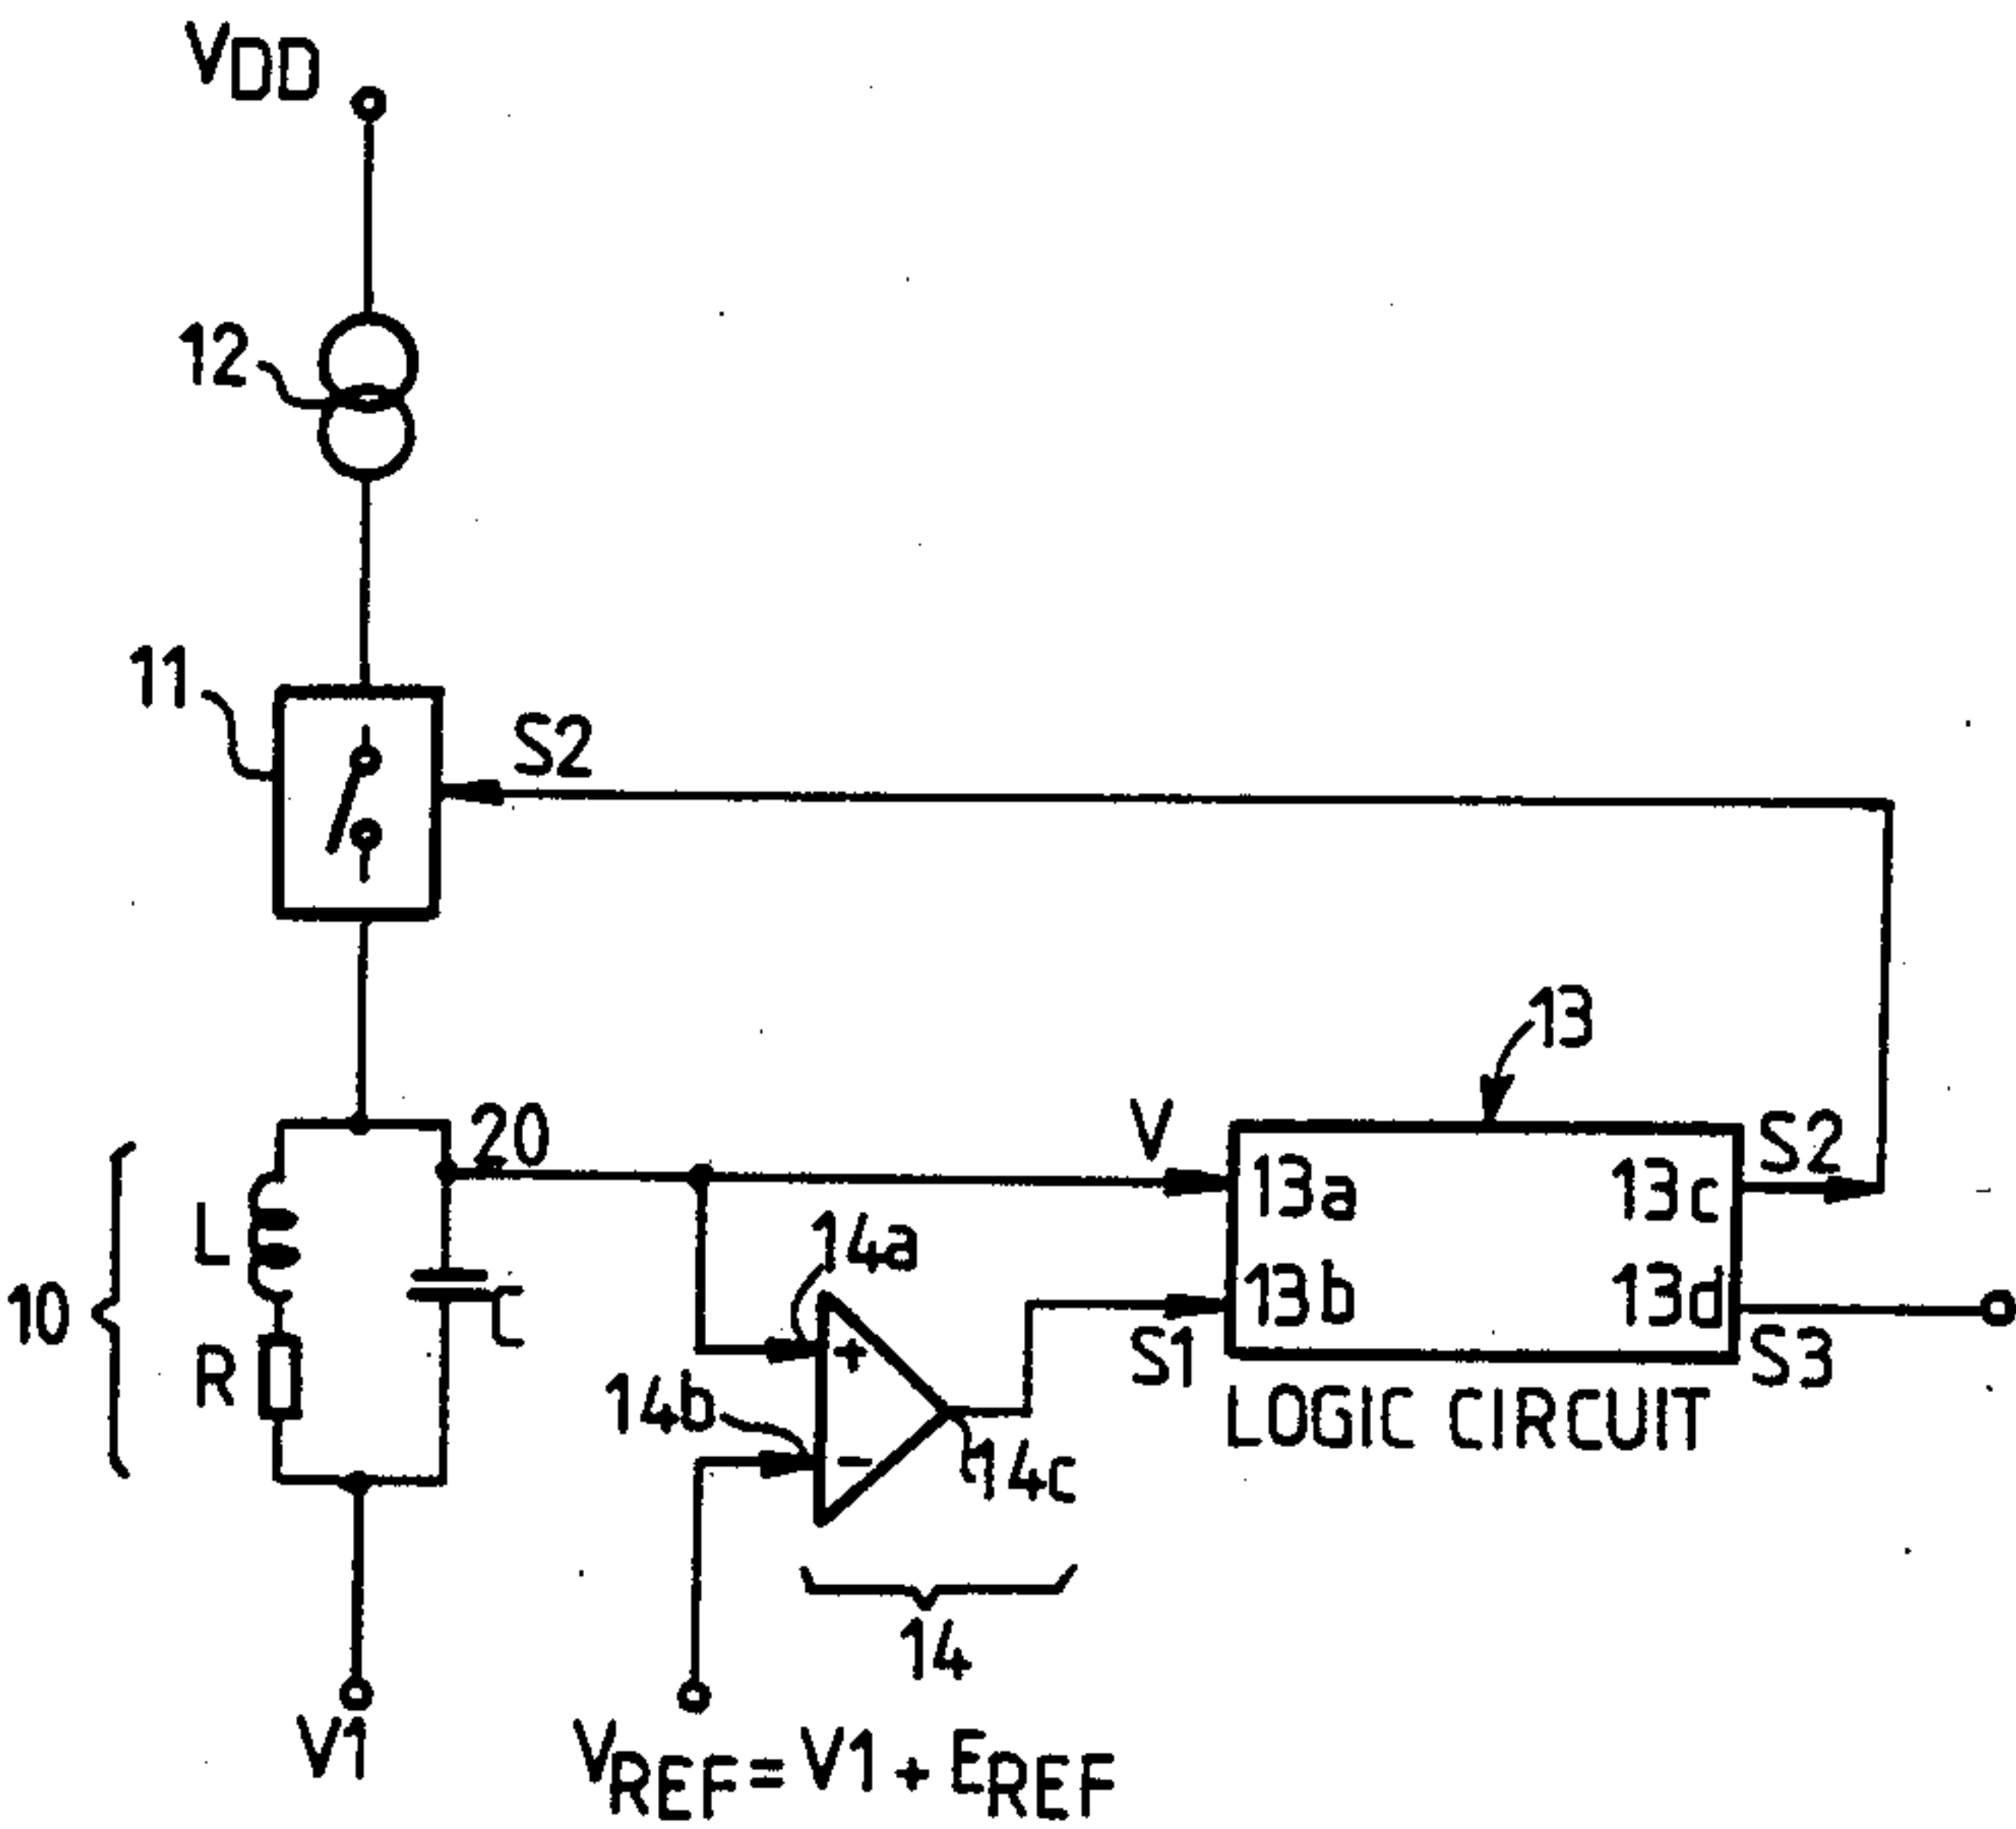 VDD
12
11
S2
13
20
V
13a
13c
S2
L
14a
10
C
13b
13d
R
+
S1
S3
14b
LOGIC CIRCUIT
-
14c
14
V1
VREF = V1 + EREF